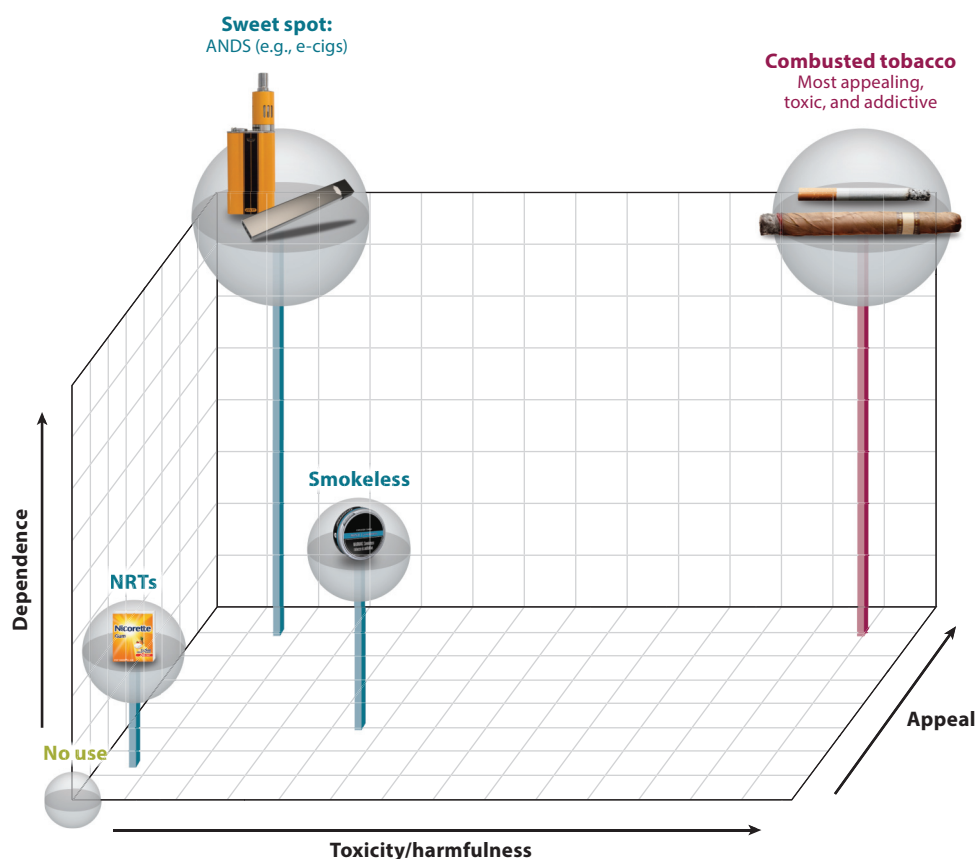 Sweet spot:
ANDS (e.g., e-cigs)
Combusted tobacco
Most appealing,
toxic, and addictive
Smokeless
NRTs
Nicorette
Gum
No use
Dependence
Appeal
Toxicity/harmfulness